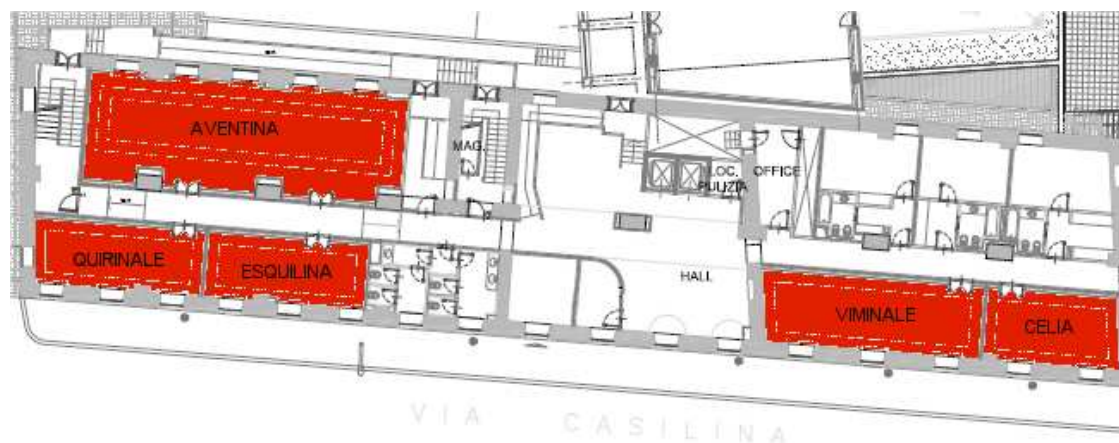 AVENTINA
MAG.
LOC.
PULIZIA
OFFICE
QUIRINALE
ESQUILINA
HALL
VIMINALE
CELIA
VIA CASILINA